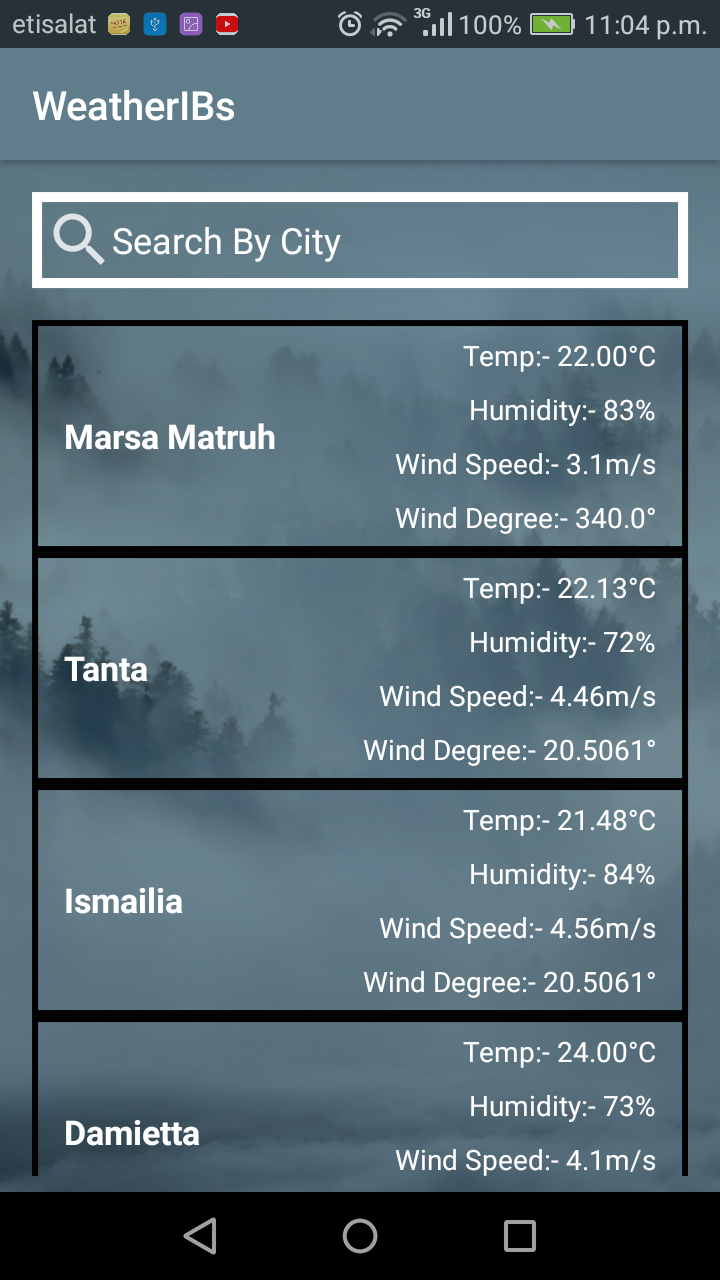 etisalat 3G 100% 11:04 p.m.
WeatherIBs
Search By City
Marsa Matruh
Temp:- 22.00°C
Humidity:- 83%
Wind Speed:- 3.1m/s
Wind Degree:- 340.0°
Tanta
Temp:- 22.13°C
Humidity:- 72%
Wind Speed:- 4.46m/s
Wind Degree:- 20.5061°
Ismailia
Temp:- 21.48°C
Humidity:- 84%
Wind Speed:- 4.56m/s
Wind Degree:- 20.5061°
Damietta
Temp:- 24.00°C
Humidity:- 73%
Wind Speed:- 4.1m/s